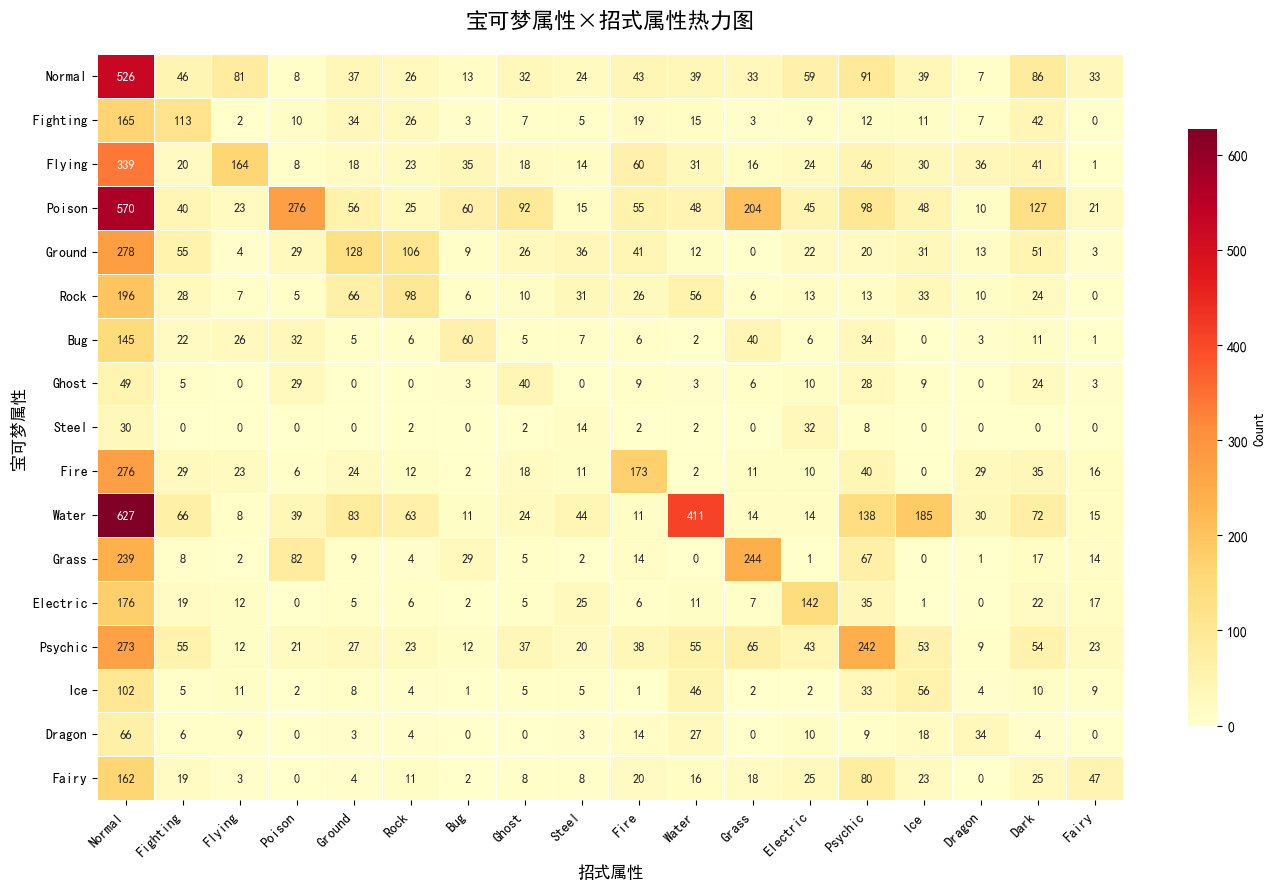 宝可梦属性×招式属性热力图
Normal 526 46 81 8 37 26 13 32 24 43 39 33 59 91 39 7 86 33
Fighting 165 113 2 10 34 26 3 7 5 19 15 3 9 12 11 7 42 0
Flying 339 20 164 8 18 23 35 18 14 60 31 16 24 46 30 36 41 1
Poison 570 40 23 276 56 25 60 92 15 55 48 204 45 98 48 10 127 21
Ground 278 55 4 29 128 106 9 26 36 41 12 0 22 20 31 13 51 3
Rock 196 28 7 5 66 98 6 10 31 26 56 6 13 13 33 10 24 0
Bug 145 22 26 32 5 6 60 5 7 6 2 40 6 34 0 3 11 1
Ghost 49 5 0 29 0 0 3 40 0 9 3 6 10 28 9 0 24 3
Steel 30 0 0 0 0 2 0 2 14 2 2 0 32 8 0 0 0 0
Fire 276 29 23 6 24 12 2 18 11 173 2 11 10 40 0 29 35 16
Water 627 66 8 39 83 63 11 24 44 11 411 14 14 138 185 30 72 15
Grass 239 8 2 82 9 4 29 5 2 14 0 244 1 67 0 1 17 14
Electric 176 19 12 0 5 6 2 5 25 6 11 7 142 35 1 0 22 17
Psychic 273 55 12 21 27 23 12 37 20 38 55 65 43 242 53 9 54 23
Ice 102 5 11 2 8 4 1 5 5 1 46 2 2 33 56 4 10 9
Dragon 66 6 9 0 3 4 0 0 3 14 27 0 10 9 18 34 4 0
Fairy 162 19 3 0 4 11 2 8 8 20 16 18 25 80 23 0 25 47
Normal Fighting Flying Poison Ground Rock Bug Ghost Steel Fire Water Grass Electric Psychic Ice Dragon Dark Fairy
招式属性
宝可梦属性
600
500
400
300
200
100
0
Count